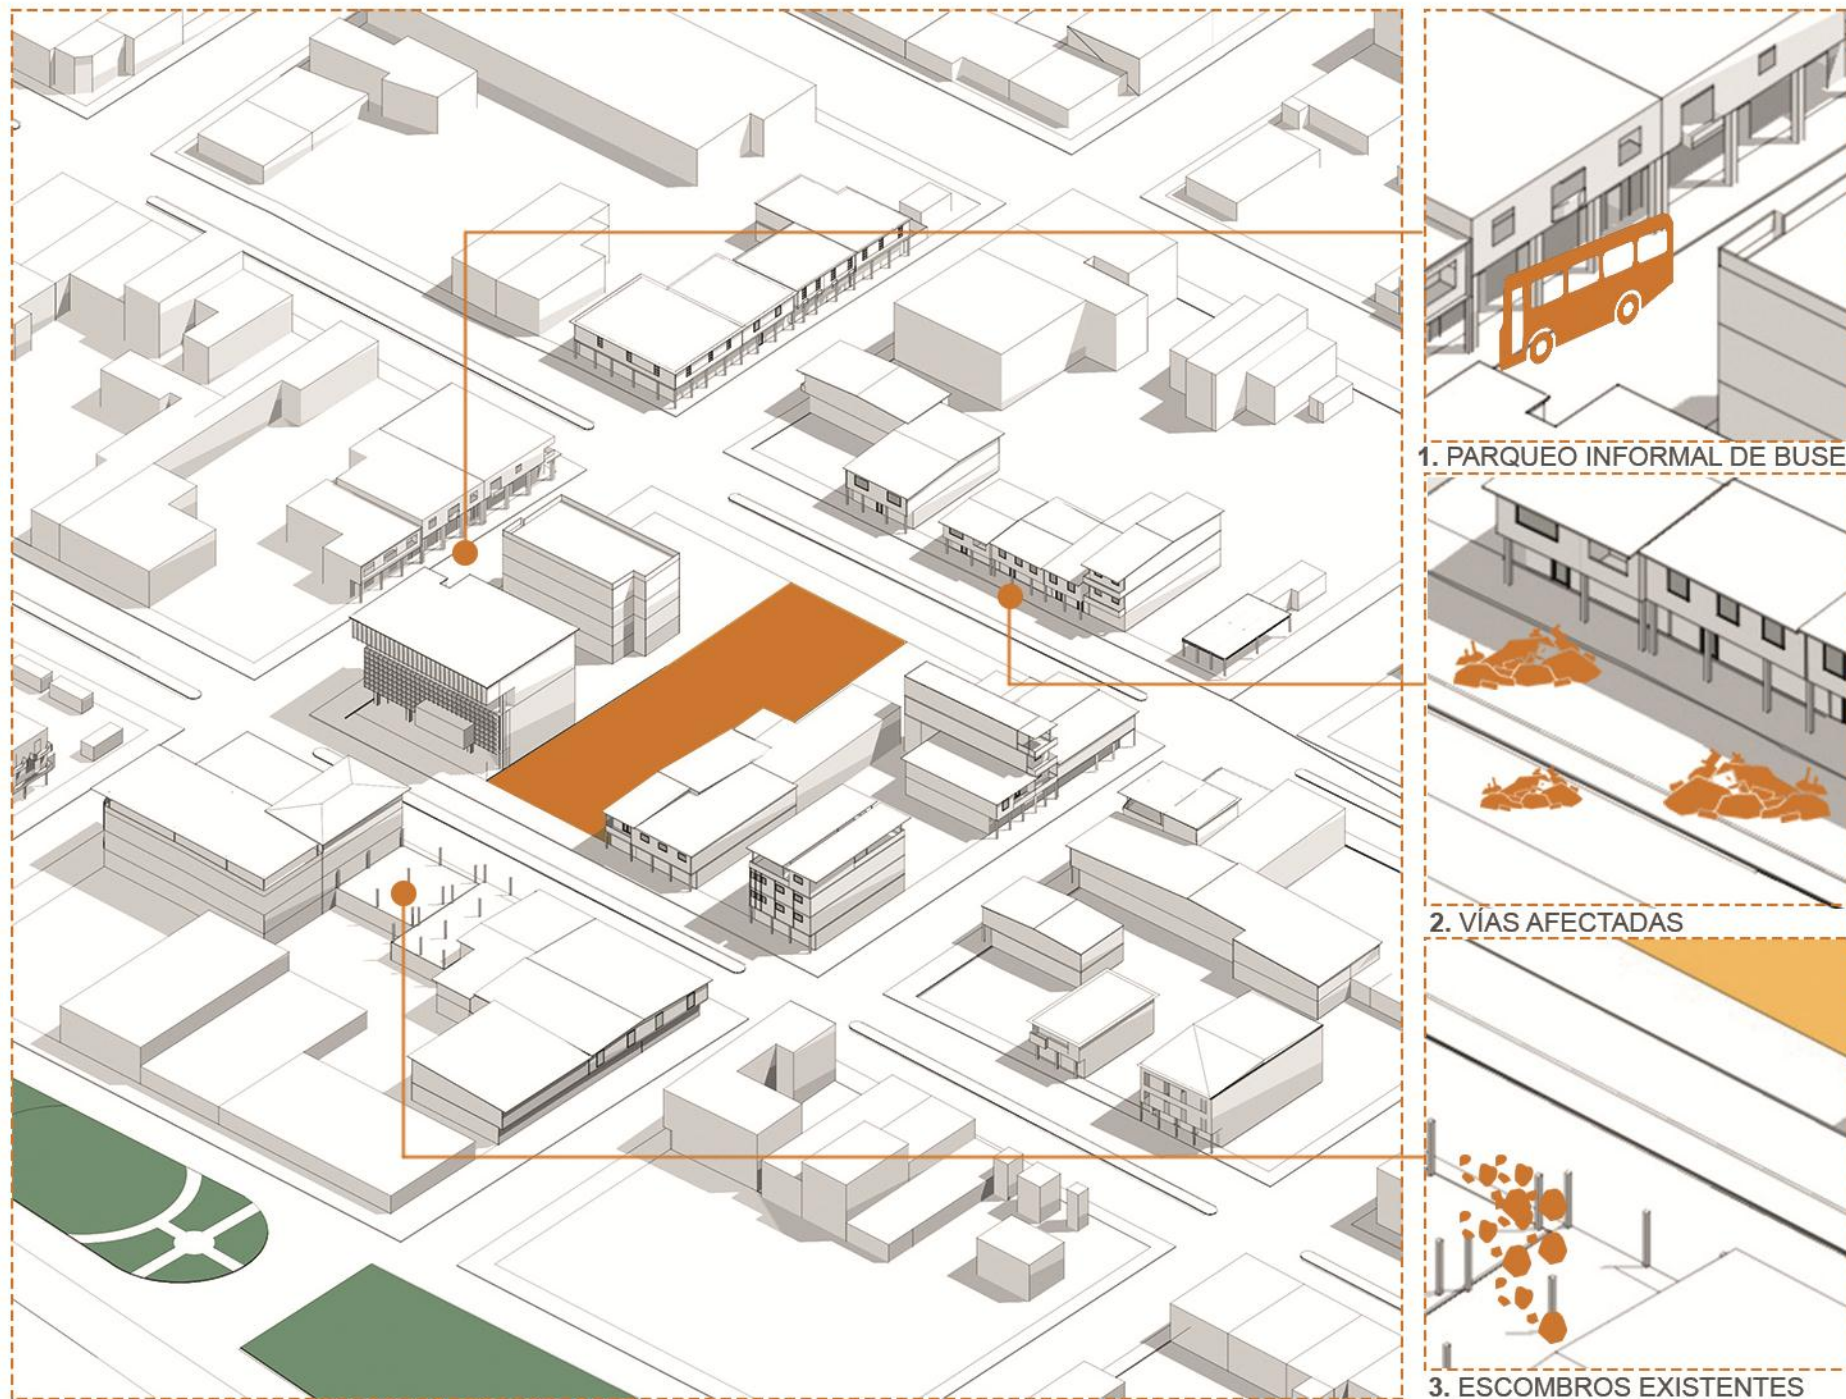 1. PARQUEO INFORMAL DE BUSE
2. VÍAS AFECTADAS
3. ESCOMBROS EXISTENTES